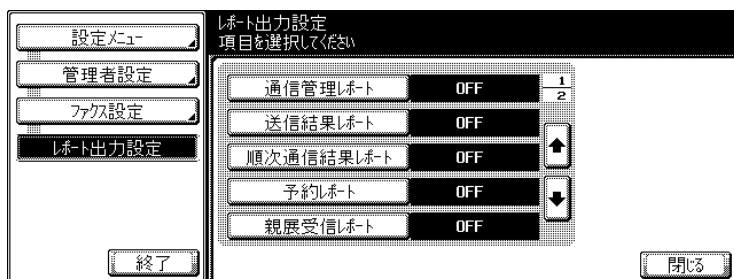 設定メニュー
管理者設定
ファクス設定
レポート出力設定
終了
レポート出力設定
項目を選択してください
通信管理レポート OFF
送信結果レポート OFF
順次通信結果レポート OFF
予約レポート OFF
親展受信レポート OFF
1
2
閉じる